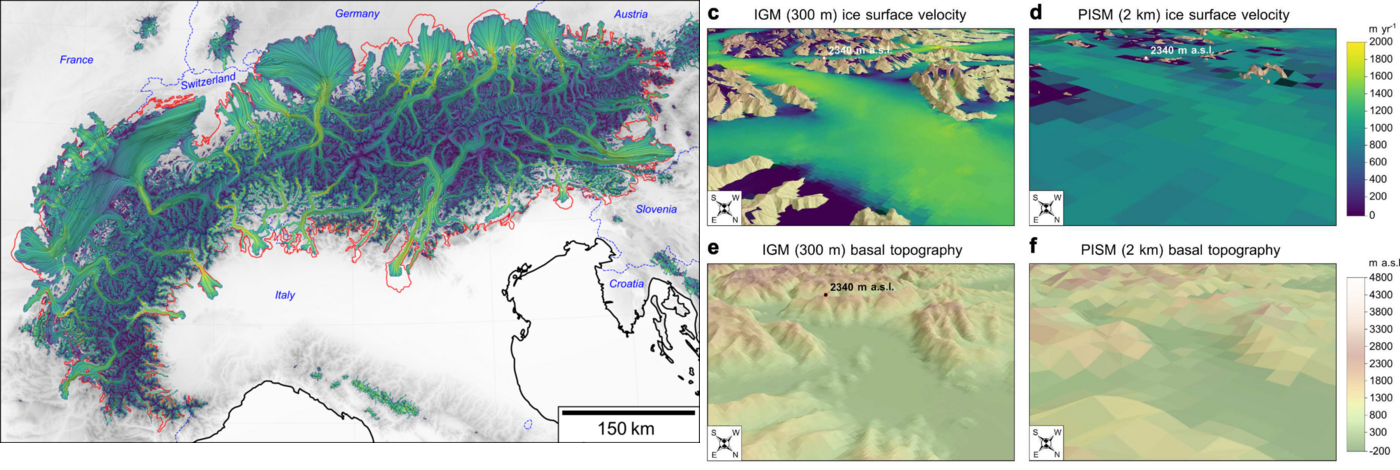 Germany
Austria
France
Switzerland
Slovenia
Croatia
Italy
150 km
c IGM (300 m) ice surface velocity
2340 m a.s.l.
S W
E N
d PISM (2 km) ice surface velocity
2340 m a.s.l.
S W
E N
m yr⁻¹
2000
1800
1600
1400
1200
1000
800
600
400
200
0
e IGM (300 m) basal topography
2340 m a.s.l.
S W
E N
f PISM (2 km) basal topography
S W
E N
m a.s.l
4800
4300
3800
3300
2800
2300
1800
1300
800
300
-200